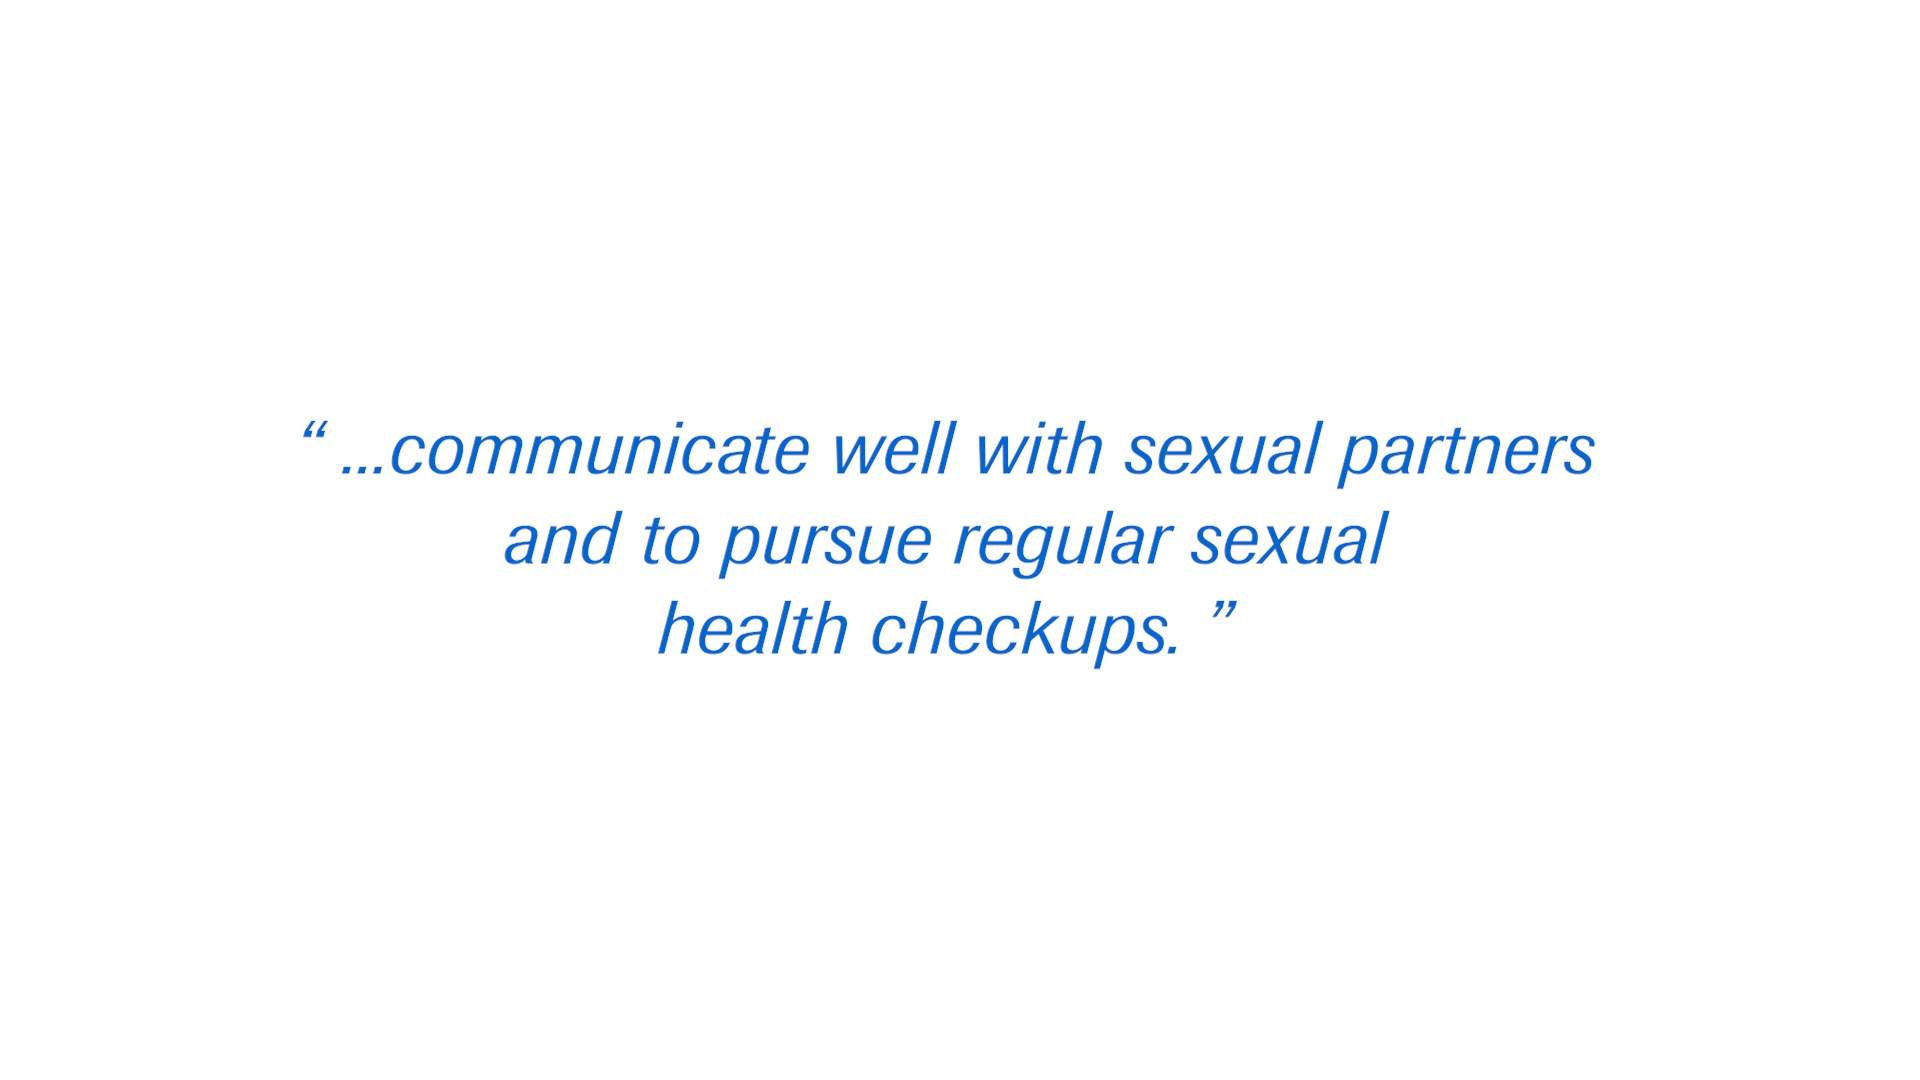 “ ...communicate well with sexual partners
and to pursue regular sexual
health checkups. ”